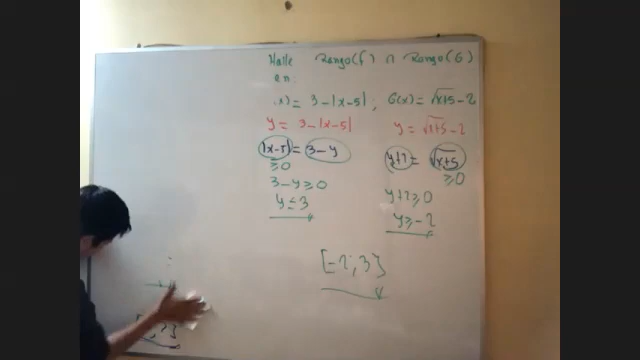 Halle Rango(f) ∩ Rango(G)
en:
(x) = 3-|x-5| ; G(x) = √x+5 - 2
y = 3-|x-5|
y = √x+5 - 2
|x-5| = 3-y
y+2 = √x+5
≥0
≥0
3-y ≥ 0
y+2 ≥ 0
y ≤ 3
y ≥ -2
[-2; 3]